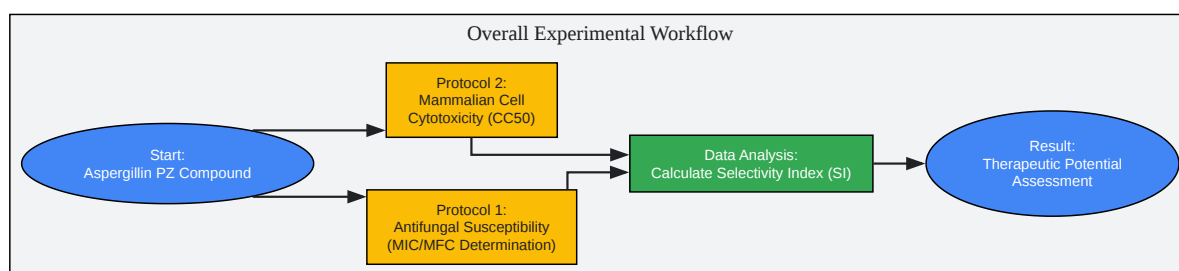 Overall Experimental Workflow
Protocol 2:
Mammalian Cell
Cytotoxicity (CC50)
Start:
Aspergillin PZ Compound
Data Analysis:
Calculate Selectivity Index (SI)
Result:
Therapeutic Potential
Assessment
Protocol 1:
Antifungal Susceptibility
(MIC/MFC Determination)